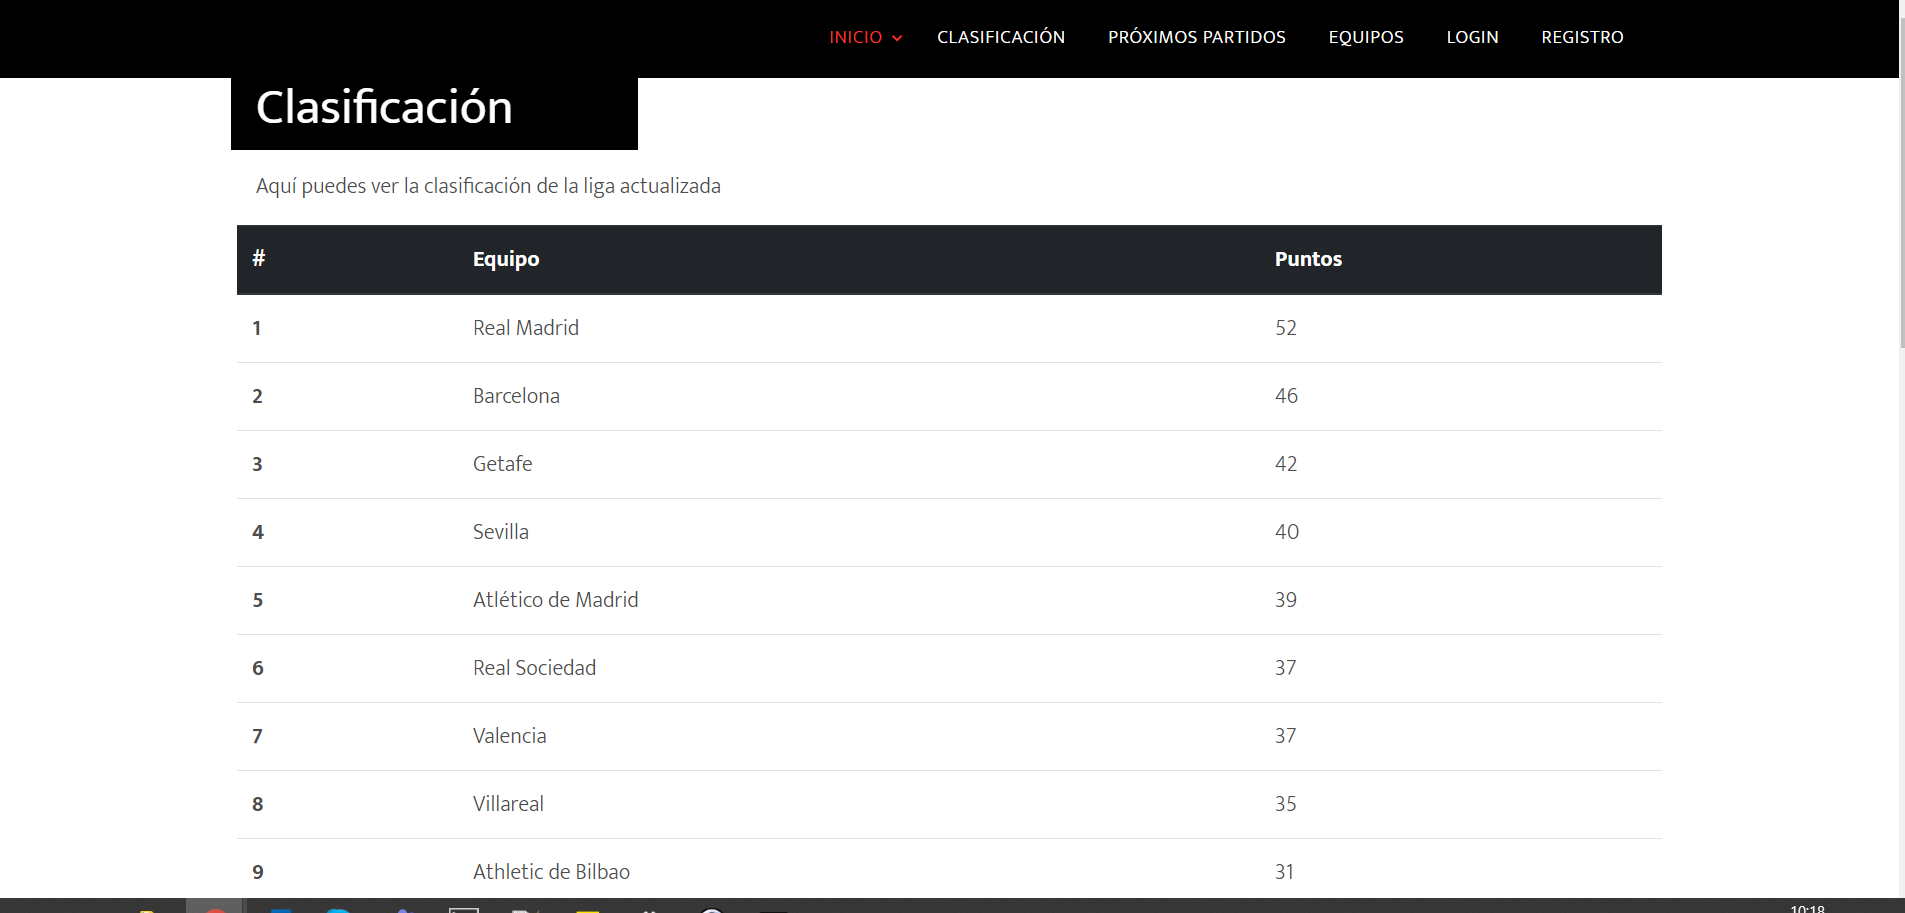 INICIO CLASIFICACIÓN PRÓXIMOS PARTIDOS EQUIPOS LOGIN REGISTRO
Clasificación
Aquí puedes ver la clasificación de la liga actualizada
# Equipo Puntos
1 Real Madrid 52
2 Barcelona 46
3 Getafe 42
4 Sevilla 40
5 Atlético de Madrid 39
6 Real Sociedad 37
7 Valencia 37
8 Villareal 35
9 Athletic de Bilbao 31
10:18